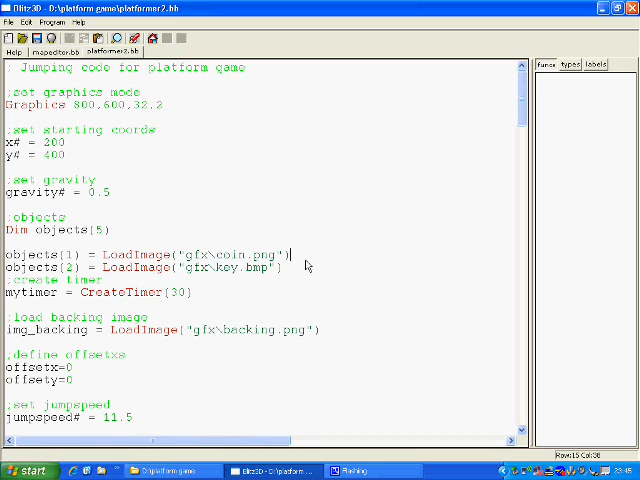 Blitz3D - D:\platform game\platformer2.bb
File Edit Program Help
Help mapeditor.bb platformer2.bb
funcs types labels
; Jumping code for platform game
;set graphics mode
Graphics 800,600,32,2
;set starting coords
x# = 200
y# = 400
;set gravity
gravity# = 0.5
;objects
Dim objects(5)
objects(1) = LoadImage("gfx\coin.png")
objects(2) = LoadImage("gfx\key.bmp")
;create timer
mytimer = CreateTimer(30)
;load backing image
img_backing = LoadImage("gfx\backing.png")
;define offsetxs
offsetx=0
offsety=0
;set jumpspeed
jumpspeed# = 11.5
Row:15 Col:38
start D:\platform game Blitz3D - D:\platform ... Flashing 23:45